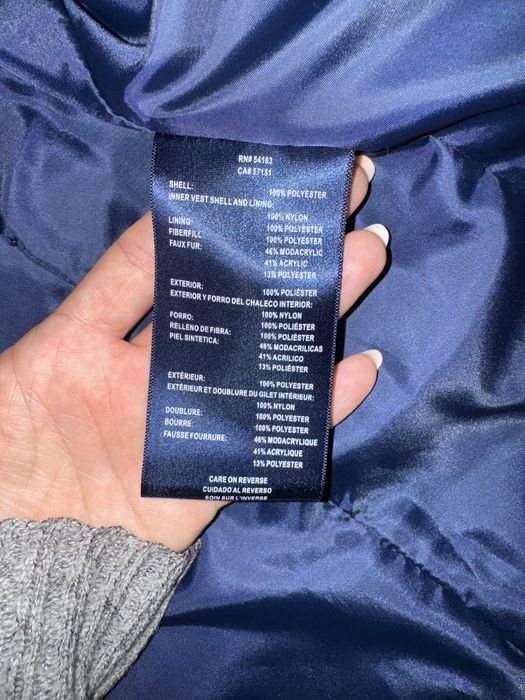 RN# 54163
CA# 57151
SHELL: 100% POLYESTER
INNER VEST SHELL AND LINING:
100% NYLON
LINING: 100% POLYESTER
FIBERFILL 100% POLYESTER
FAUX FUR: 46% MODACRYLIC
41% ACRYLIC
13% POLYESTER
EXTERIOR: 100% POLIÉSTER
EXTERIOR Y FORRO DEL CHALECO INTERIOR:
100% NYLON
FORRO: 100% POLIÉSTER
RELLENO DE FIBRA: 100% POLIÉSTER
PIEL SINTETICA: 46% MODACRILICAS
41% ACRILICO
13% POLIÉSTER
EXTÉRIEUR: 100% POLYESTER
EXTÉRIEUR ET DOUBLURE DU GILET INTÉRIEUR:
100% NYLON
DOUBLURE: 100% POLYESTER
BOURRE: 100% POLYESTER
FAUSSE FOURRURE: 46% MODACRYLIQUE
41% ACRYLIQUE
13% POLYESTER
CARE ON REVERSE
CUIDADO AL REVERSO
SOIN SUR L'INVERSE